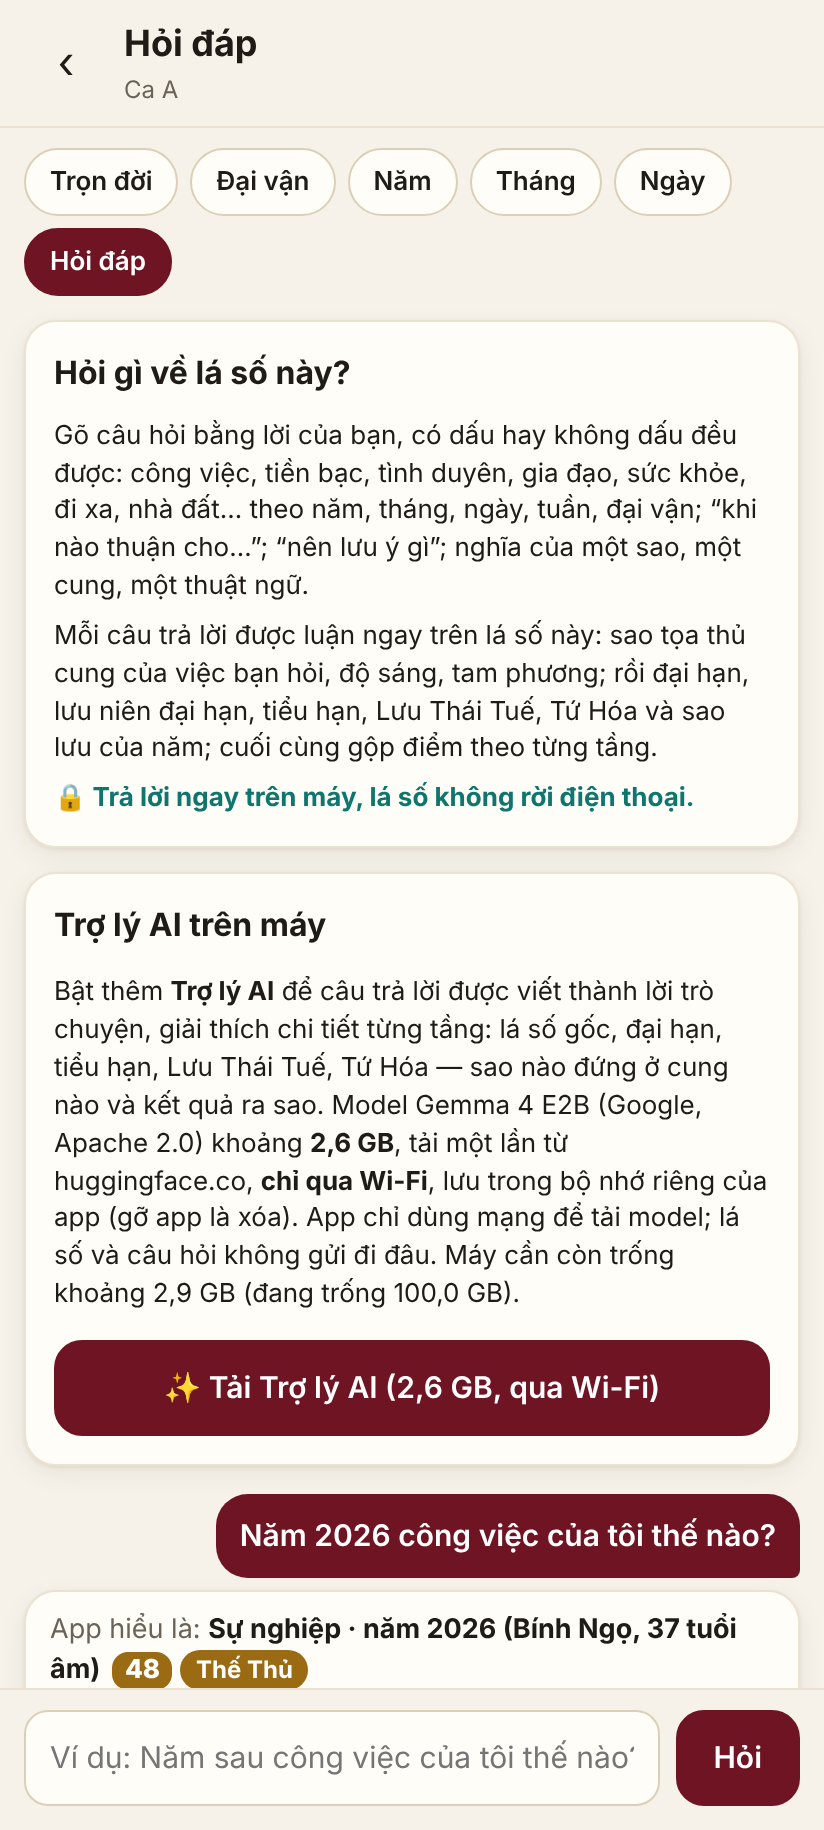 Hỏi đáp
Ca A
Trọn đời
Đại vận
Năm
Tháng
Ngày
Hỏi đáp
Hỏi gì về lá số này?
Gõ câu hỏi bằng lời của bạn, có dấu hay không dấu đều
được: công việc, tiền bạc, tình duyên, gia đạo, sức khỏe,
đi xa, nhà đất... theo năm, tháng, ngày, tuần, đại vận; “khi
nào thuận cho...”; “nên lưu ý gì”; nghĩa của một sao, một
cung, một thuật ngữ.
Mỗi câu trả lời được luận ngay trên lá số này: sao tọa thủ
cung của việc bạn hỏi, độ sáng, tam phương; rồi đại hạn,
lưu niên đại hạn, tiểu hạn, Lưu Thái Tuế, Tứ Hóa và sao
lưu của năm; cuối cùng gộp điểm theo từng tầng.
🔒 Trả lời ngay trên máy, lá số không rời điện thoại.
Trợ lý AI trên máy
Bật thêm Trợ lý AI để câu trả lời được viết thành lời trò
chuyện, giải thích chi tiết từng tầng: lá số gốc, đại hạn,
tiểu hạn, Lưu Thái Tuế, Tứ Hóa — sao nào đứng ở cung
nào và kết quả ra sao. Model Gemma 4 E2B (Google,
Apache 2.0) khoảng 2,6 GB, tải một lần từ
huggingface.co, chỉ qua Wi-Fi, lưu trong bộ nhớ riêng của
app (gỡ app là xóa). App chỉ dùng mạng để tải model; lá
số và câu hỏi không gửi đi đâu. Máy cần còn trống
khoảng 2,9 GB (đang trống 100,0 GB).
✨ Tải Trợ lý AI (2,6 GB, qua Wi-Fi)
Năm 2026 công việc của tôi thế nào?
App hiểu là: Sự nghiệp · năm 2026 (Bính Ngọ, 37 tuổi
âm) 48 Thế Thủ
Ví dụ: Năm sau công việc của tôi thế nào?
Hỏi